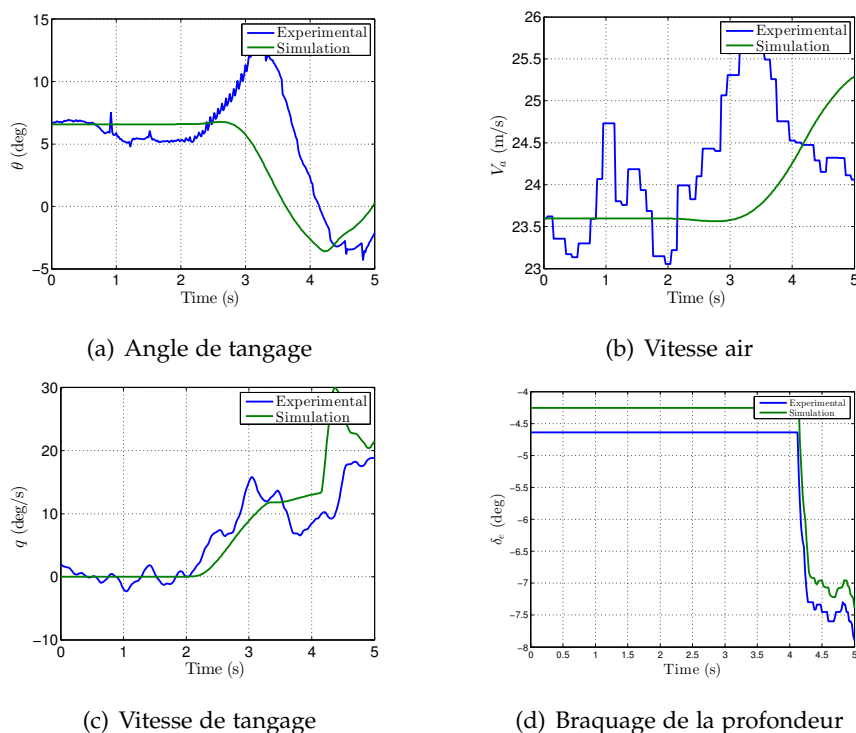 15
10
5
0
−5
θ (deg)
0 1 2 3 4 5
Time (s)
Experimental
Simulation
(a) Angle de tangage
26
25.5
25
24.5
24
23.5
23
Va (m/s)
0 1 2 3 4 5
Time (s)
Experimental
Simulation
(b) Vitesse air
30
20
10
0
−10
q (deg/s)
0 1 2 3 4 5
Time (s)
Experimental
Simulation
(c) Vitesse de tangage
−4
−4.5
−5
−5.5
−6
−6.5
−7
−7.5
−8
δe (deg)
0 0.5 1 1.5 2 2.5 3 3.5 4 4.5 5
Time (s)
Experimental
Simulation
(d) Braquage de la profondeur